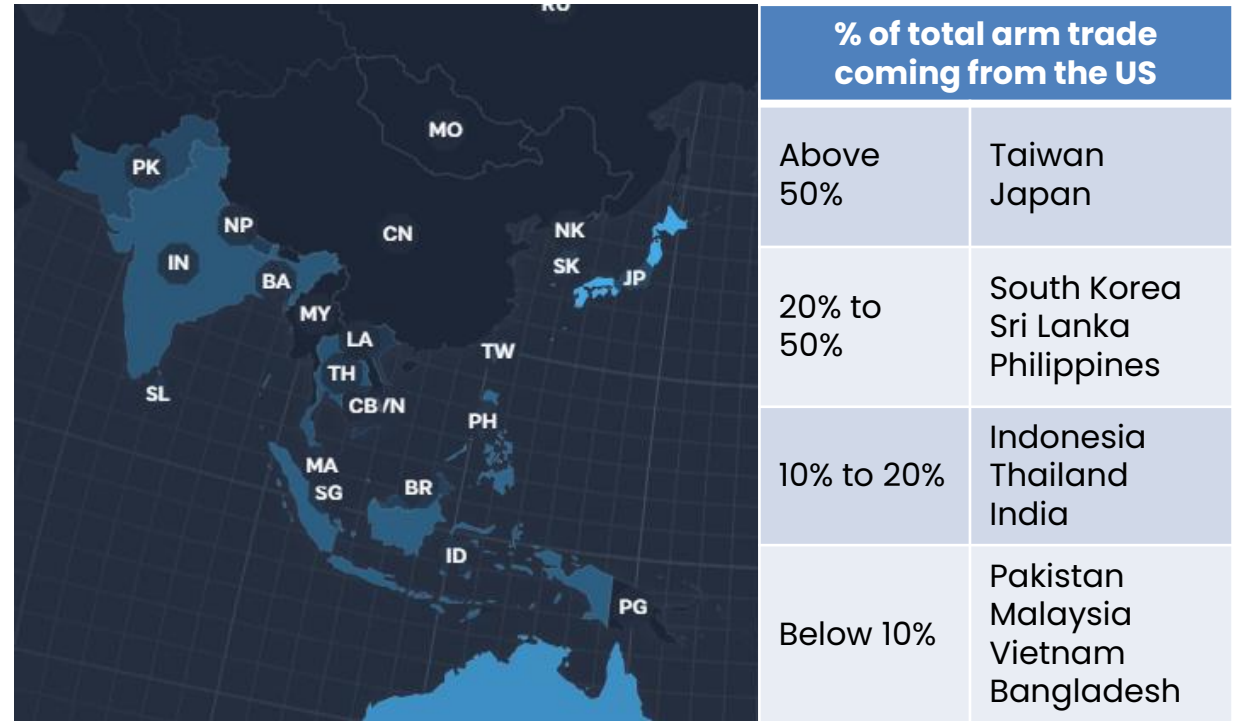 RU
MO
PK
NP
CN
NK
IN
SK
JP
BA
MY
LA
TW
TH
SL
CB
VN
PH
MA
SG
BR
ID
PG
% of total arm trade
coming from the US
Above
50%
Taiwan
Japan
20% to
50%
South Korea
Sri Lanka
Philippines
10% to 20%
Indonesia
Thailand
India
Below 10%
Pakistan
Malaysia
Vietnam
Bangladesh